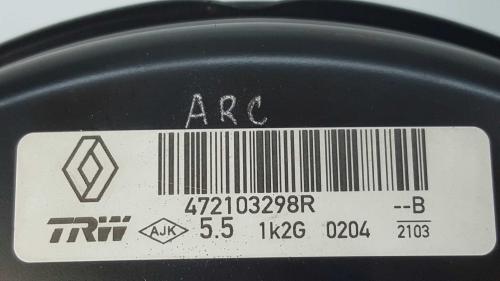 ARC
472103298R --B
TRW AJK 5.5 1k2G 0204 2103